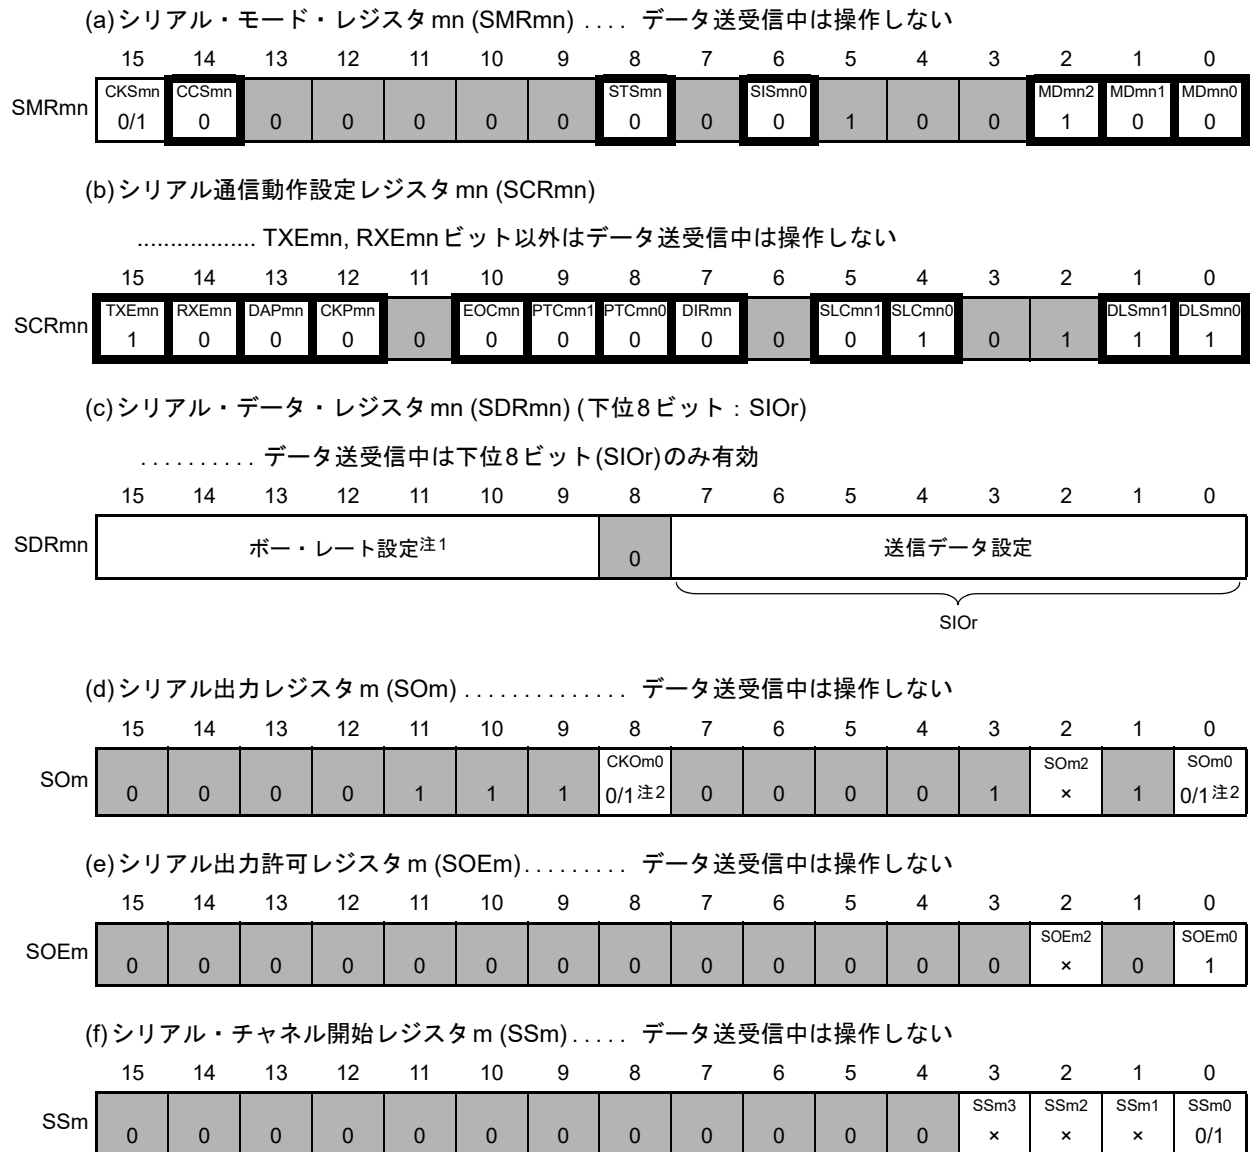 (a)シリアル・モード・レジスタmn (SMRmn) .... データ送受信中は操作しない
15 14 13 12 11 10 9 8 7 6 5 4 3 2 1 0
CKSmn CCSmn STSmn SISmn0 MDmn2 MDmn1 MDmn0
SMRmn 0/1 0 0 0 0 0 0 0 0 0 1 0 0 1 0 0
(b)シリアル通信動作設定レジスタmn (SCRmn)
.................. TXEmn, RXEmnビット以外はデータ送受信中は操作しない
15 14 13 12 11 10 9 8 7 6 5 4 3 2 1 0
TXEmn RXEmn DAPmn CKPmn EOCmn PTCmn1 PTCmn0 DIRmn SLCmn1 SLCmn0 DLSmn1 DLSmn0
SCRmn 1 0 0 0 0 0 0 0 0 0 0 1 0 1 1 1
(c)シリアル・データ・レジスタmn (SDRmn) (下位8ビット：SIOr)
.......... データ送受信中は下位8ビット(SIOr)のみ有効
15 14 13 12 11 10 9 8 7 6 5 4 3 2 1 0
SDRmn ボー・レート設定注1 0 送信データ設定
SIOr
(d)シリアル出力レジスタm (SOm) ............... データ送受信中は操作しない
15 14 13 12 11 10 9 8 7 6 5 4 3 2 1 0
CKOm0 SOm2 SOm0
SOm 0 0 0 0 1 1 1 0/1注2 0 0 0 0 1 × 1 0/1注2
(e)シリアル出力許可レジスタm (SOEm)......... データ送受信中は操作しない
15 14 13 12 11 10 9 8 7 6 5 4 3 2 1 0
SOEm2 SOEm0
SOEm 0 0 0 0 0 0 0 0 0 0 0 0 0 × 0 1
(f)シリアル・チャネル開始レジスタm (SSm)..... データ送受信中は操作しない
15 14 13 12 11 10 9 8 7 6 5 4 3 2 1 0
SSm3 SSm2 SSm1 SSm0
SSm 0 0 0 0 0 0 0 0 0 0 0 0 × × × 0/1